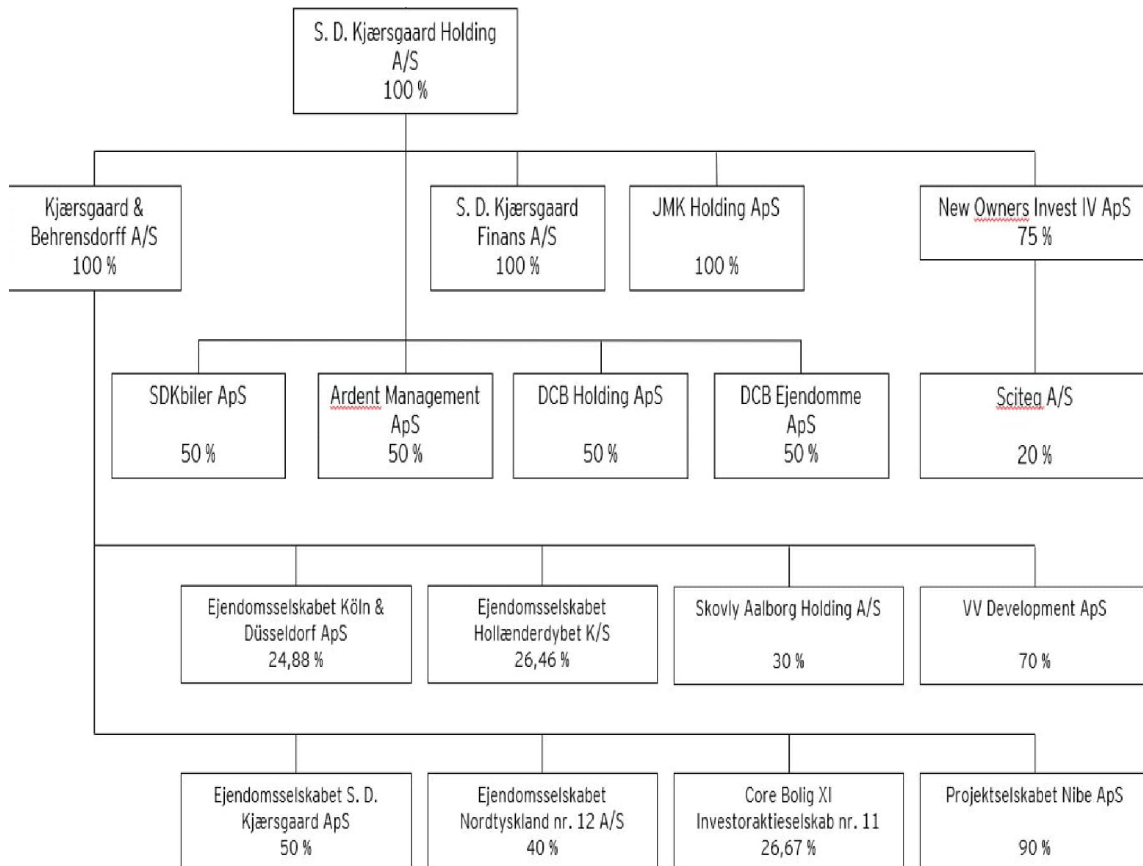 S. D. Kjærsgaard Holding
A/S
100 %
Kjærsgaard &
Behrensdorff A/S
100 %
S. D. Kjærsgaard
Finans A/S
100 %
JMK Holding ApS
100 %
New Owners Invest IV ApS
75 %
SDKbiler ApS
50 %
Ardent Management
ApS
50 %
DCB Holding ApS
50 %
DCB Ejendomme
ApS
50 %
Sciteq A/S
20 %
Ejendomsselskabet Köln &
Düsseldorf ApS
24,88 %
Ejendomsselskabet
Hollænderdybet K/S
26,46 %
Skovly Aalborg Holding A/S
30 %
VV Development ApS
70 %
Ejendomsselskabet S. D.
Kjærsgaard ApS
50 %
Ejendomsselskabet
Nordtyskland nr. 12 A/S
40 %
Core Bolig XI
Investoraktieselskab nr. 11
26,67 %
Projektselskabet Nibe ApS
90 %